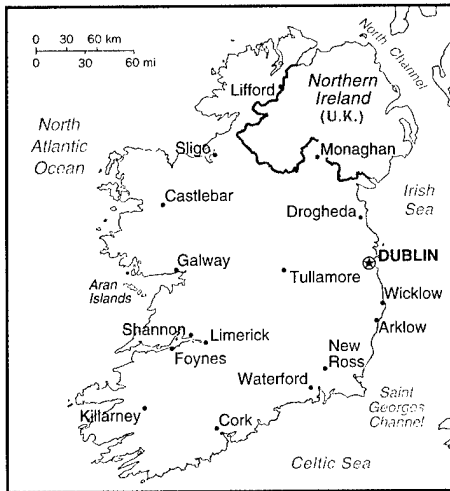 0 30 60 km
0 30 60 mi
North Channel
Lifford
Northern
Ireland
(U.K.)
North
Atlantic
Ocean
Sligo
Monaghan
Castlebar
Irish
Sea
Drogheda
DUBLIN
Galway
Tullamore
Aran
Islands
Wicklow
Shannon
Limerick
Arklow
Foynes
New
Ross
Waterford
Saint
Georges
Channel
Killarney
Cork
Celtic Sea